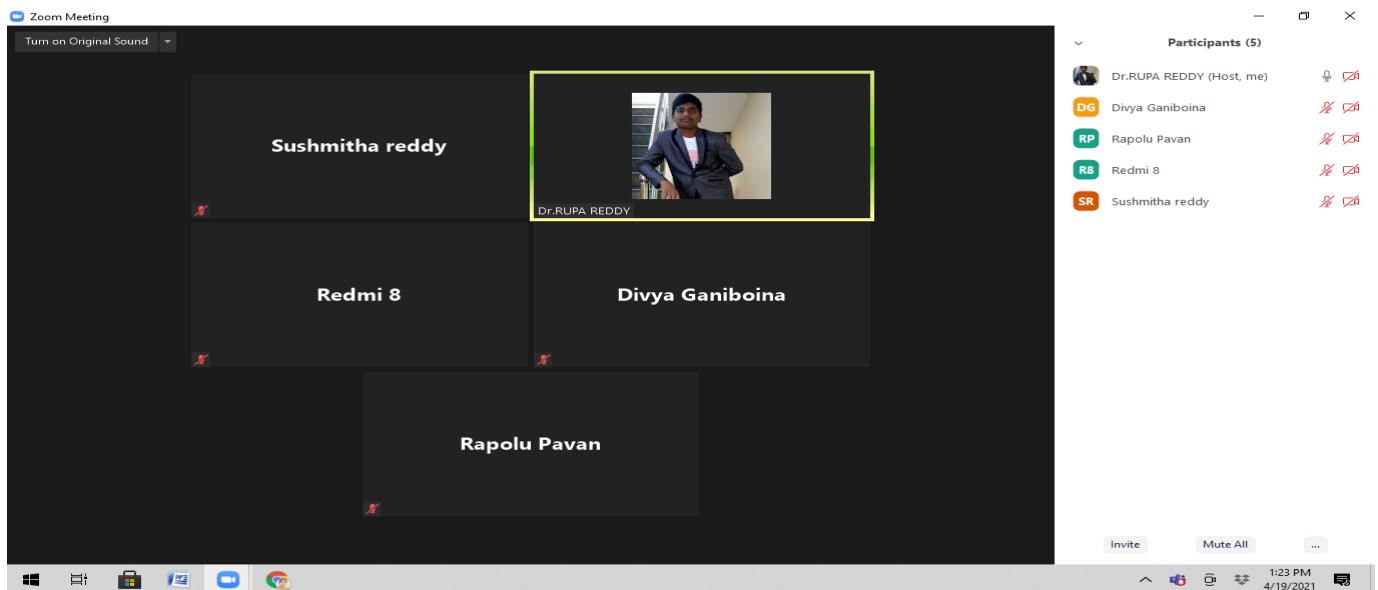 Zoom Meeting
Turn on Original Sound
Sushmitha reddy
Dr.RUPA REDDY
Redmi 8
Divya Ganiboina
Rapolu Pavan
Participants (5)
Dr.RUPA REDDY (Host, me)
DG Divya Ganiboina
RP Rapolu Pavan
R8 Redmi 8
SR Sushmitha reddy
Invite Mute All ...
1:23 PM
4/19/2021